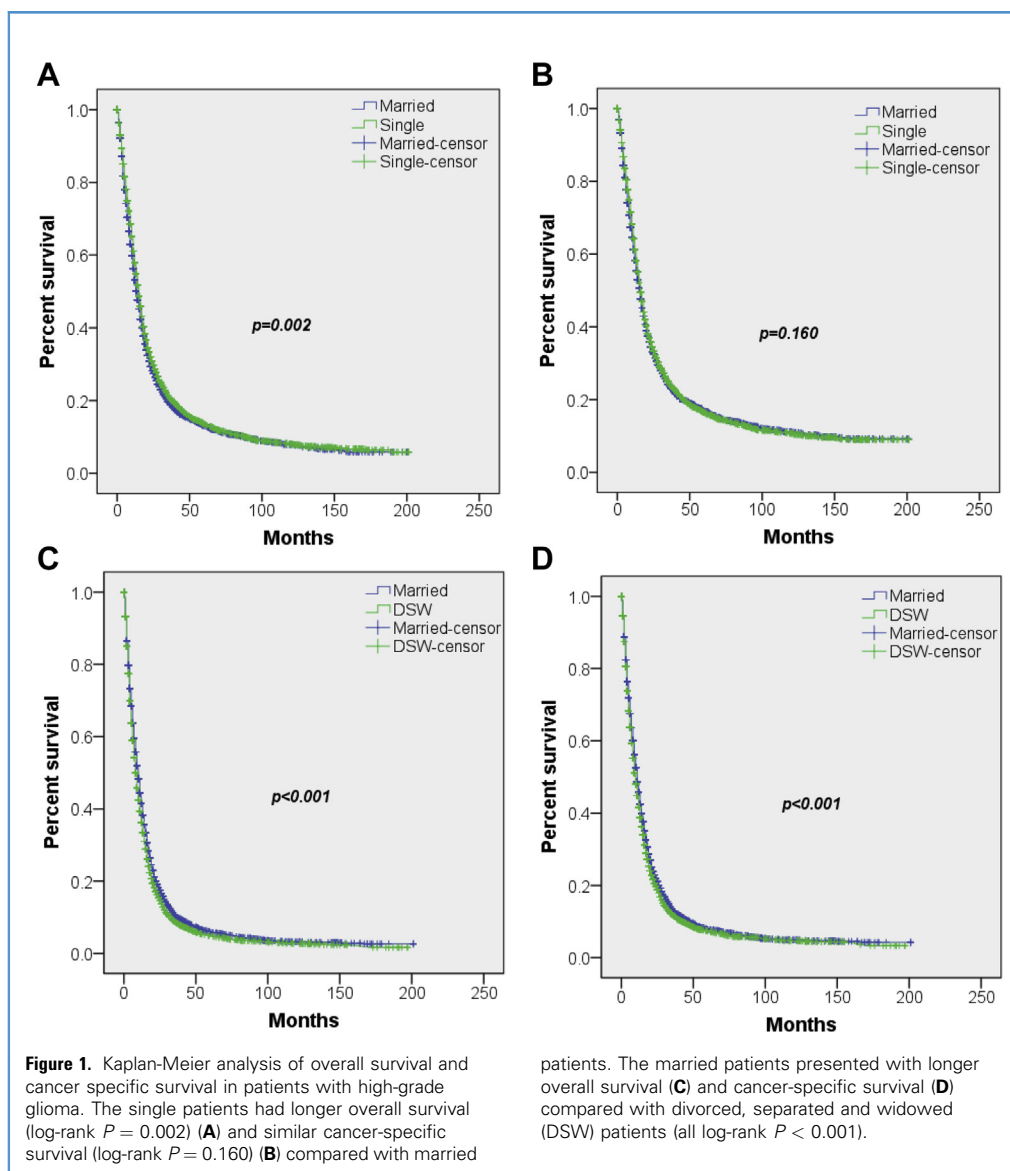 A
Percent survival
1.0
0.8
0.6
0.4
0.2
0.0
Married
Single
Married-censor
Single-censor
p=0.002
0 50 100 150 200 250
Months
B
Percent survival
1.0
0.8
0.6
0.4
0.2
0.0
Married
Single
Married-censor
Single-censor
p=0.160
0 50 100 150 200 250
Months
C
Percent survival
1.0
0.8
0.6
0.4
0.2
0.0
Married
DSW
Married-censor
DSW-censor
p<0.001
0 50 100 150 200 250
Months
D
Percent survival
1.0
0.8
0.6
0.4
0.2
0.0
Married
DSW
Married-censor
DSW-censor
p<0.001
0 50 100 150 200 250
Months
Figure 1. Kaplan-Meier analysis of overall survival and
cancer specific survival in patients with high-grade
glioma. The single patients had longer overall survival
(log-rank P = 0.002) (A) and similar cancer-specific
survival (log-rank P = 0.160) (B) compared with married
patients. The married patients presented with longer
overall survival (C) and cancer-specific survival (D)
compared with divorced, separated and widowed
(DSW) patients (all log-rank P < 0.001).